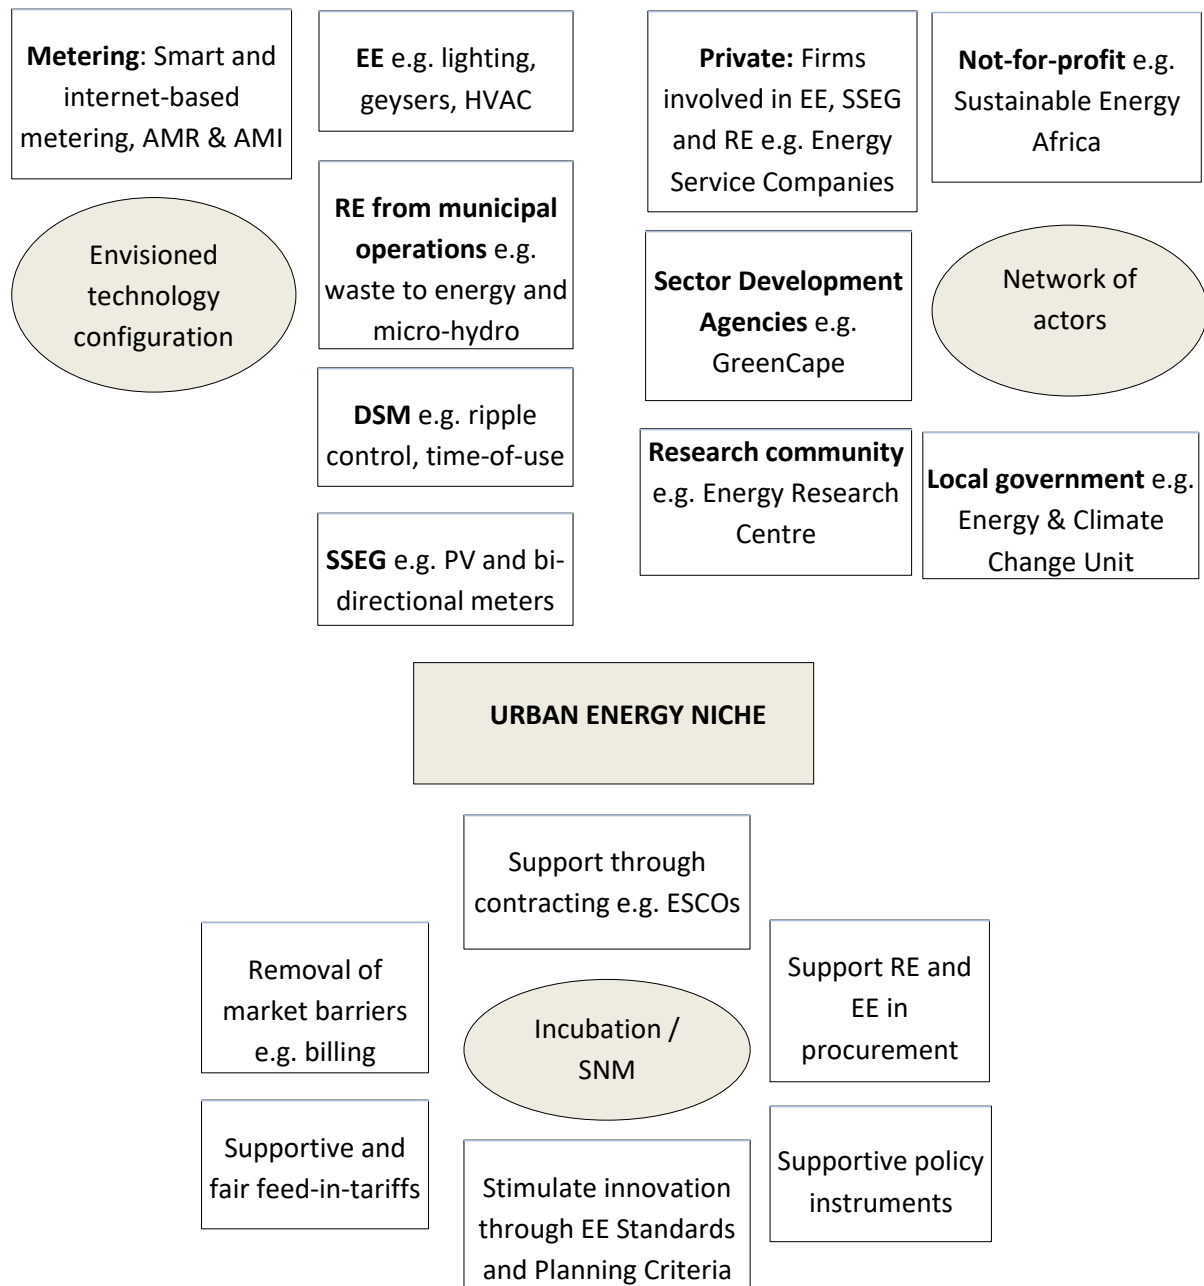 Metering: Smart and
internet-based
metering, AMR & AMI
Envisioned
technology
configuration
EE e.g. lighting,
geysers, HVAC
RE from municipal
operations e.g.
waste to energy and
micro-hydro
DSM e.g. ripple
control, time-of-use
SSEG e.g. PV and bi-
directional meters
Private: Firms
involved in EE, SSEG
and RE e.g. Energy
Service Companies
Sector Development
Agencies e.g.
GreenCape
Research community
e.g. Energy Research
Centre
Not-for-profit e.g.
Sustainable Energy
Africa
Network of
actors
Local government e.g.
Energy & Climate
Change Unit
URBAN ENERGY NICHE
Support through
contracting e.g. ESCOs
Removal of
market barriers
e.g. billing
Incubation /
SNM
Support RE and
EE in
procurement
Supportive and
fair feed-in-tariffs
Stimulate innovation
through EE Standards
and Planning Criteria
Supportive policy
instruments